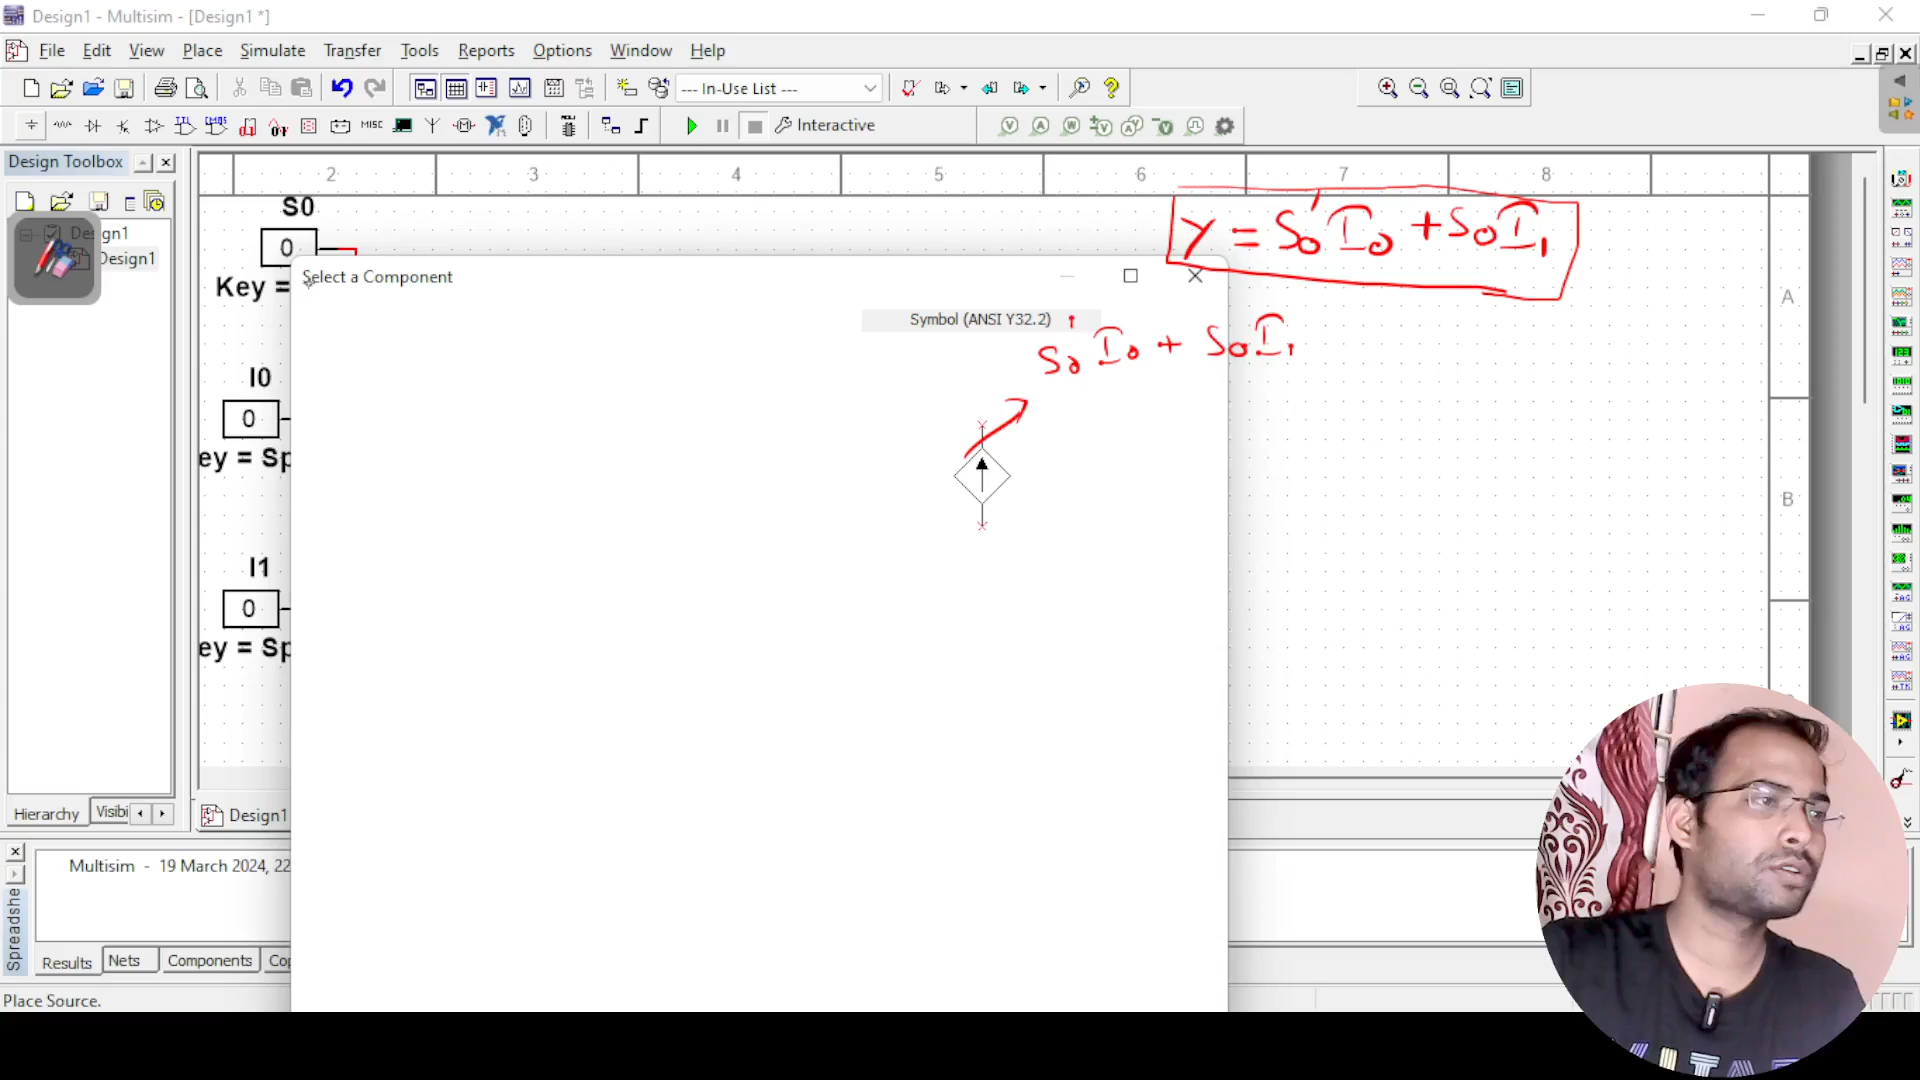 Design1 - Multisim - [Design1 *]
File Edit View Place Simulate Transfer Tools Reports Options Window Help
--- In-Use List ---
MISC Interactive
Design Toolbox
Design1
Design1
2 3 4 5 6 7 8
S0
0
Key =
Y = S0' I0 + S0 I1
Select a Component
Symbol (ANSI Y32.2)
S0' I0 + S0 I1
A
I0
0
ey = Sp
B
I1
0
ey = Sp
Hierarchy Visibi
Design1
Multisim - 19 March 2024, 22
Spreadshe
Results Nets Components Cop
Place Source.